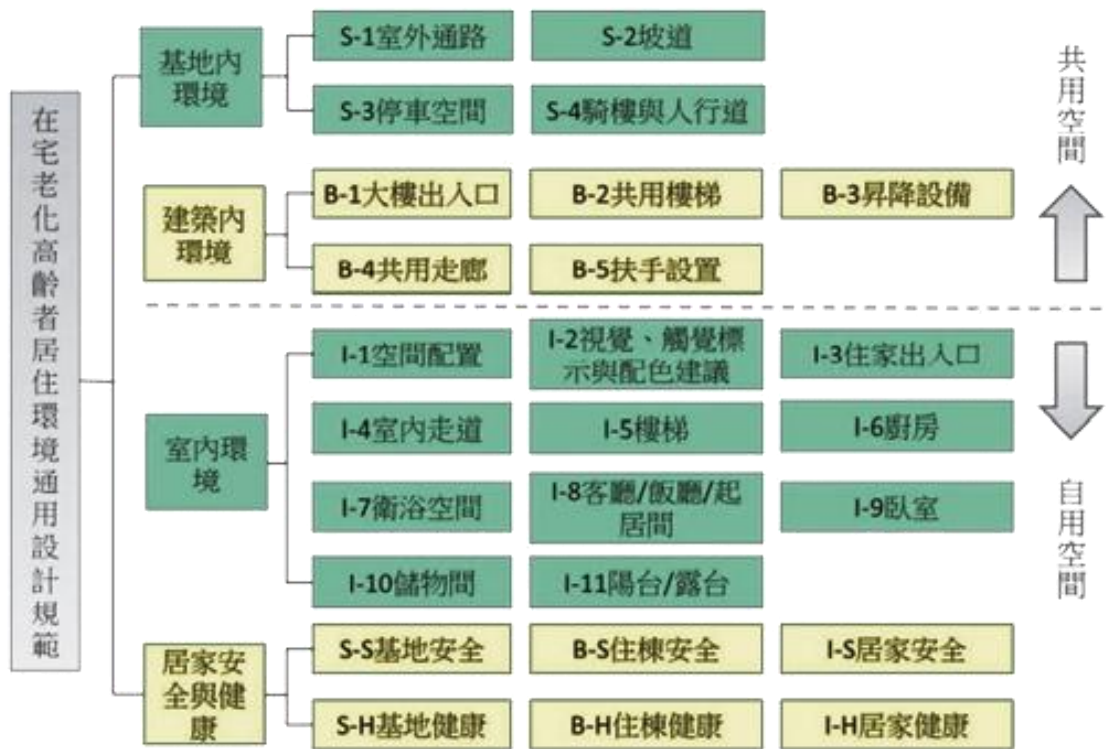 在宅老化高齡者居住環境通用設計規範
基地內
環境
S-1室外通路
S-2坡道
S-3停車空間
S-4騎樓與人行道
建築內
環境
B-1大樓出入口
B-2共用樓梯
B-3昇降設備
B-4共用走廊
B-5扶手設置
共用空間
室內環
境
I-1空間配置
I-2視覺、觸覺標
示與配色建議
I-3住家出入口
I-4室內走道
I-5樓梯
I-6廚房
I-7衛浴空間
I-8客廳/飯廳/起
居間
I-9臥室
I-10儲物間
I-11陽台/露台
自用空間
居家安
全與健
康
S-S基地安全
B-S住棟安全
I-S居家安全
S-H基地健康
B-H住棟健康
I-H居家健康